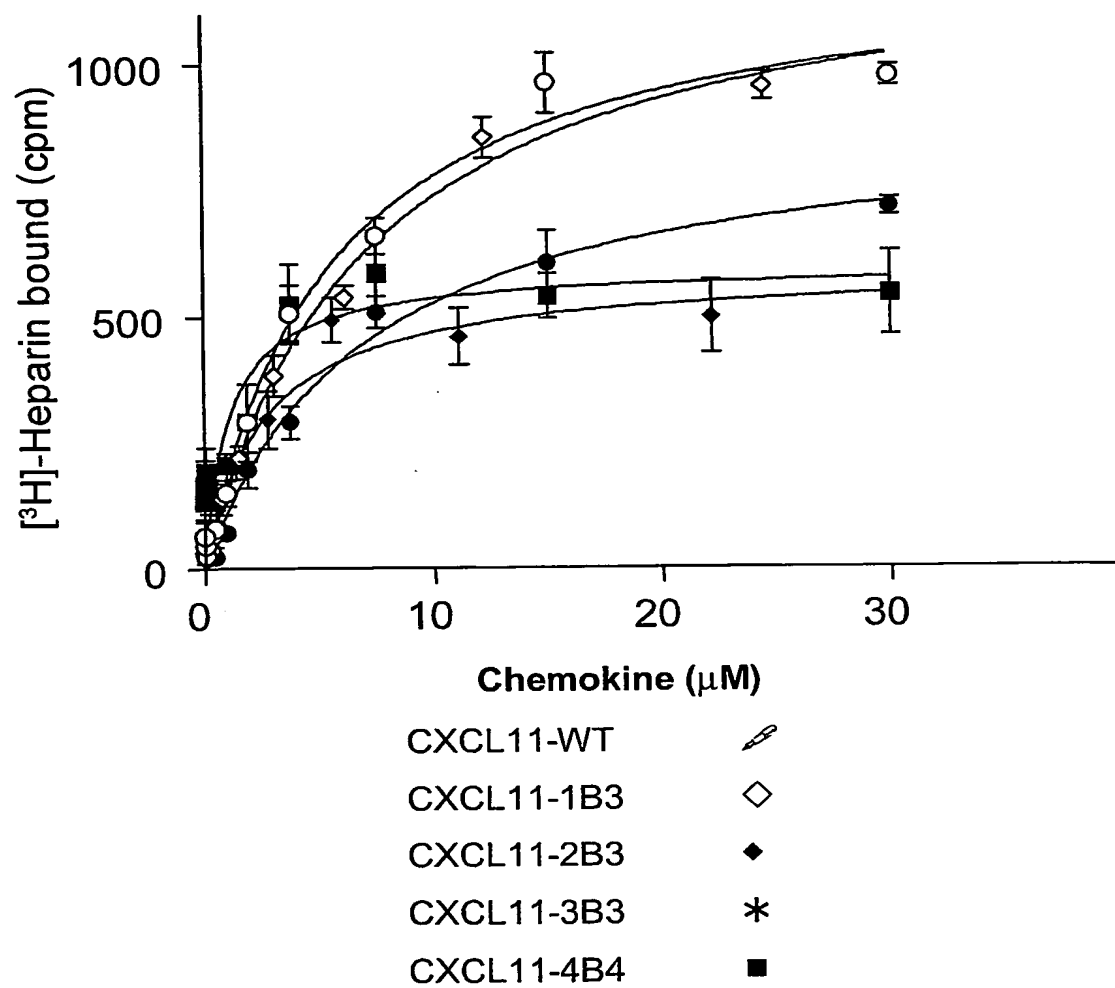 1000
500
0
[³H]-Heparin bound (cpm)
0 10 20 30
Chemokine (μM)
CXCL11-WT
CXCL11-1B3
CXCL11-2B3
CXCL11-3B3
CXCL11-4B4